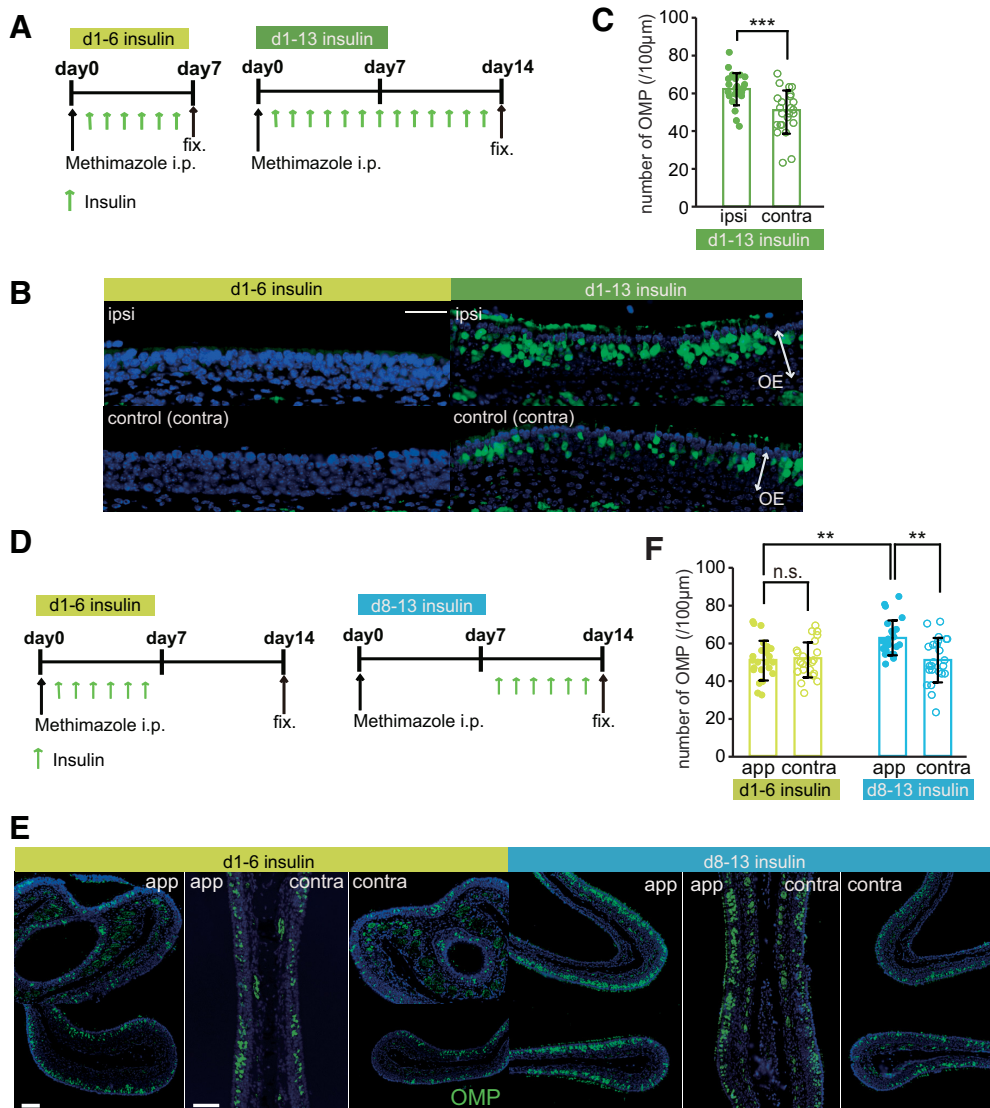 A
d1-6 insulin
d1-13 insulin
day0
day7
day0
day7
day14
fix.
Methimazole i.p.
Methimazole i.p.
fix.
Insulin
C
***
number of OMP (/100μm)
80
60
40
20
0
ipsi
contra
d1-13 insulin
B
d1-6 insulin
d1-13 insulin
ipsi
ipsi
OE
control (contra)
control (contra)
OE
D
d1-6 insulin
d8-13 insulin
day0
day7
day14
day0
day7
day14
Methimazole i.p.
fix.
Methimazole i.p.
fix.
Insulin
F
**
**
n.s.
number of OMP (/100μm)
100
80
60
40
20
0
app
contra
app
contra
d1-6 insulin
d8-13 insulin
E
d1-6 insulin
d8-13 insulin
app
app
contra
contra
app
app
contra
contra
OMP